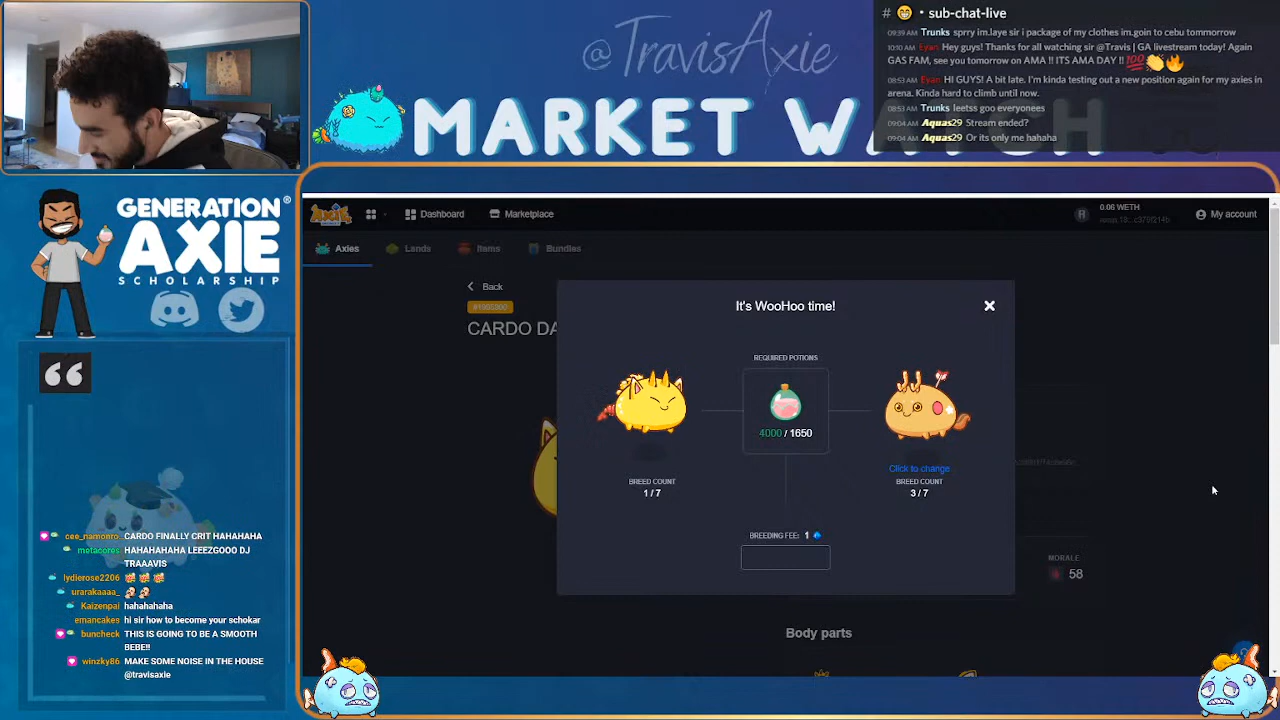 @TravisAxie
MARKET W
# 😁 • sub-chat-live
09:39 AM Trunks sprry im.laye sir i package of my clothes im.goin to cebu tomorrow
10:10 AM Eyan Hey guys! Thanks for all watching sir @Travis | GA livestream today! Again
GAS FAM, see you tomorrow on AMA !! ITS AMA DAY !! 💯👏🔥
08:53 AM Eyan HI GUYS! A bit late. I'm kinda testing out a new position again for my axies in
arena. Kinda hard to climb until now.
08:53 AM Trunks leetss goo everyonees
09:04 AM Aquas29 Stream ended?
09:04 AM Aquas29 Or its only me hahaha
GENERATION®
AXIE
SCHOLARSHIP
AXIE
Dashboard
Marketplace
0.06 WETH
My account
Axies
Lands
Items
Bundles
Back
CARDO DA
It's WooHoo time!
REQUIRED POTIONS
4000 / 1650
Click to change
BREED COUNT
1 / 7
BREED COUNT
3 / 7
BREEDING FEE: 1
MORALE
58
Body parts
cee_namonro CARDO FINALLY CRIT HAHAHAHA
metacores HAHAHAHAHA LEEEZGOOO DJ
TRAAAVIS
lydierose2206
urarakaaaa_
Kaizenpai hahahahaha
emancakes hi sir how to become your schokar
buncheck THIS IS GOING TO BE A SMOOTH
BEBE!!
winzky86 MAKE SOME NOISE IN THE HOUSE
@travisaxie